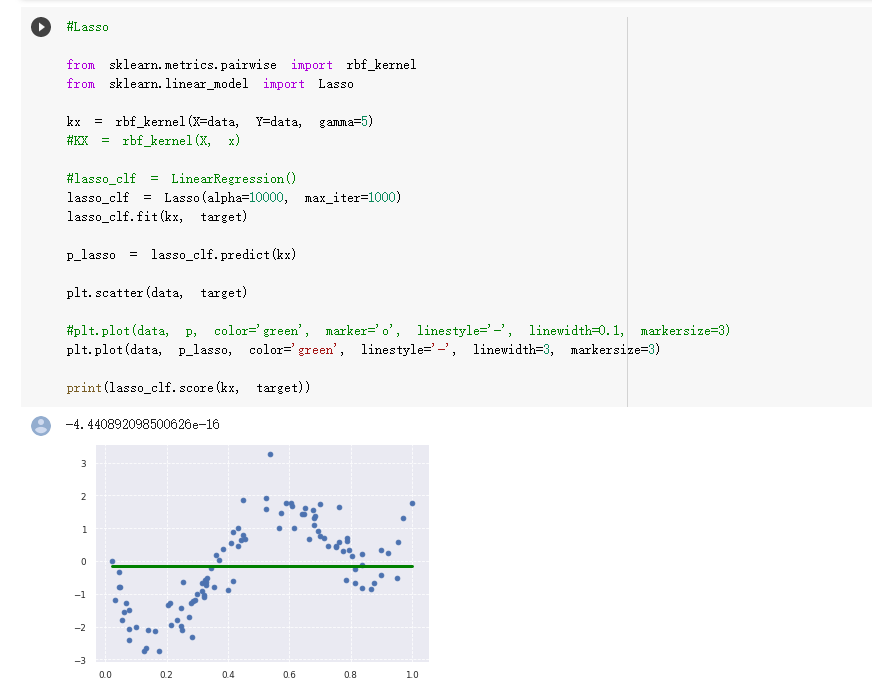 #Lasso
from sklearn.metrics.pairwise import rbf_kernel
from sklearn.linear_model import Lasso
kx = rbf_kernel(X=data, Y=data, gamma=5)
#KX = rbf_kernel(X, x)
#lasso_clf = LinearRegression()
lasso_clf = Lasso(alpha=10000, max_iter=1000)
lasso_clf.fit(kx, target)
p_lasso = lasso_clf.predict(kx)
plt.scatter(data, target)
#plt.plot(data, p, color='green', marker='o', linestyle='-', linewidth=0.1, markersize=3)
plt.plot(data, p_lasso, color='green', linestyle='-', linewidth=3, markersize=3)
print(lasso_clf.score(kx, target))
-4.440892098500626e-16
3
2
1
0
−1
−2
−3
0.0 0.2 0.4 0.6 0.8 1.0